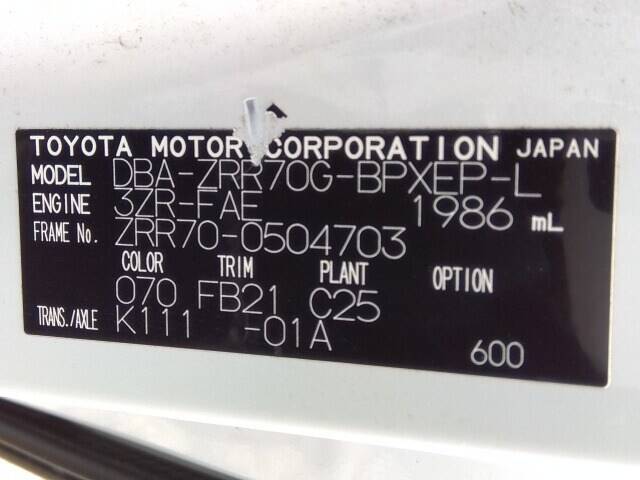 TOYOTA MOTOR CORPORATION JAPAN
MODEL DBA-ZRR70G-BPXEP-L
ENGINE 3ZR-FAE 1986 mL
FRAME No. ZRR70-0504703
COLOR TRIM PLANT OPTION
070 FB21 C25
TRANS./AXLE K111 -01A
600